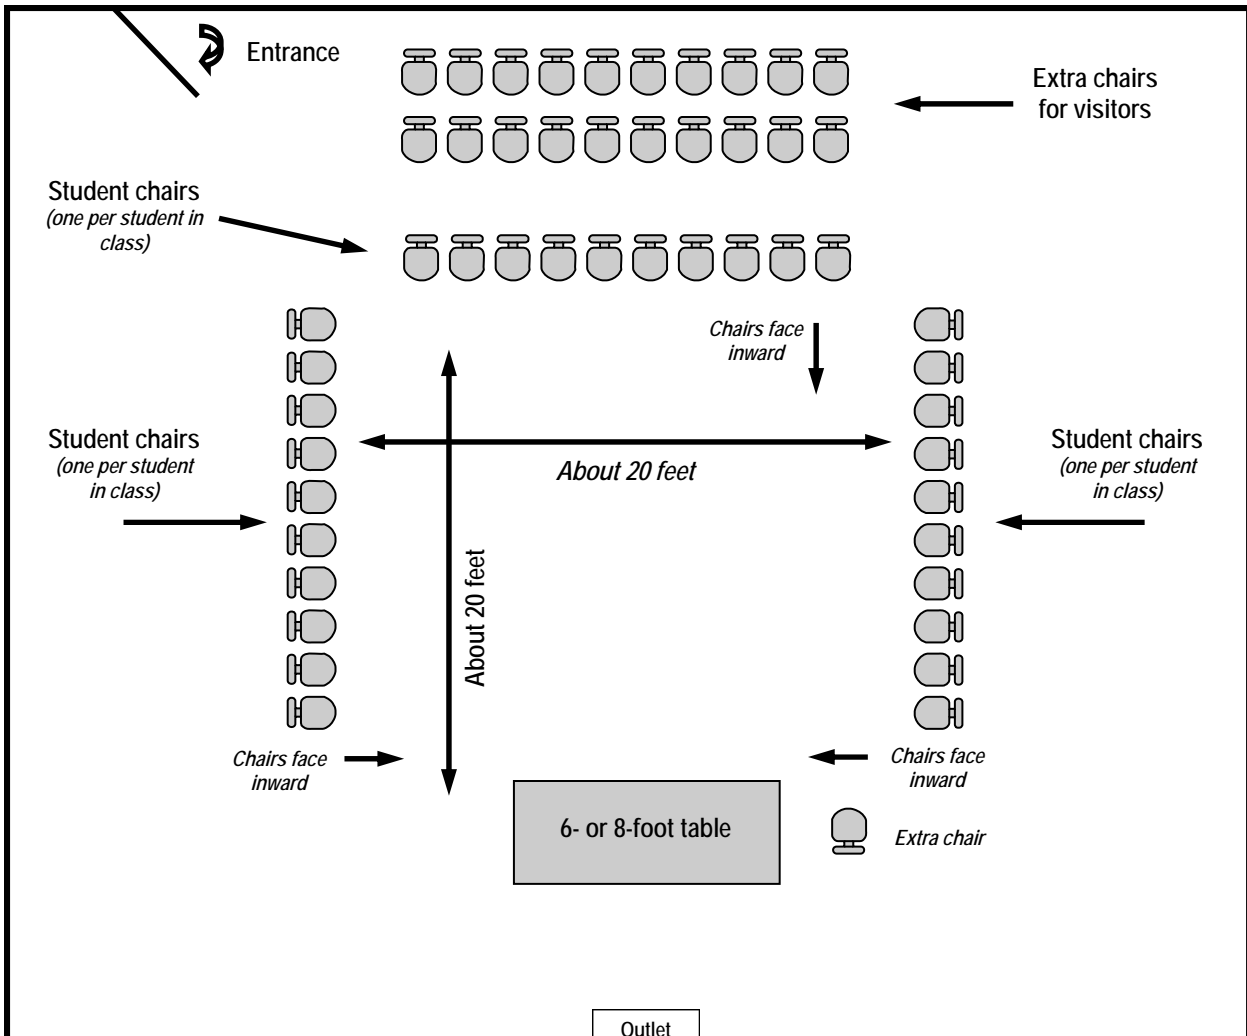 Entrance
Extra chairs
for visitors
Student chairs
(one per student in
class)
Chairs face
inward
Student chairs
(one per student
in class)
About 20 feet
Student chairs
(one per student
in class)
About 20 feet
Chairs face
inward
Chairs face
inward
6- or 8-foot table
Extra chair
Outlet